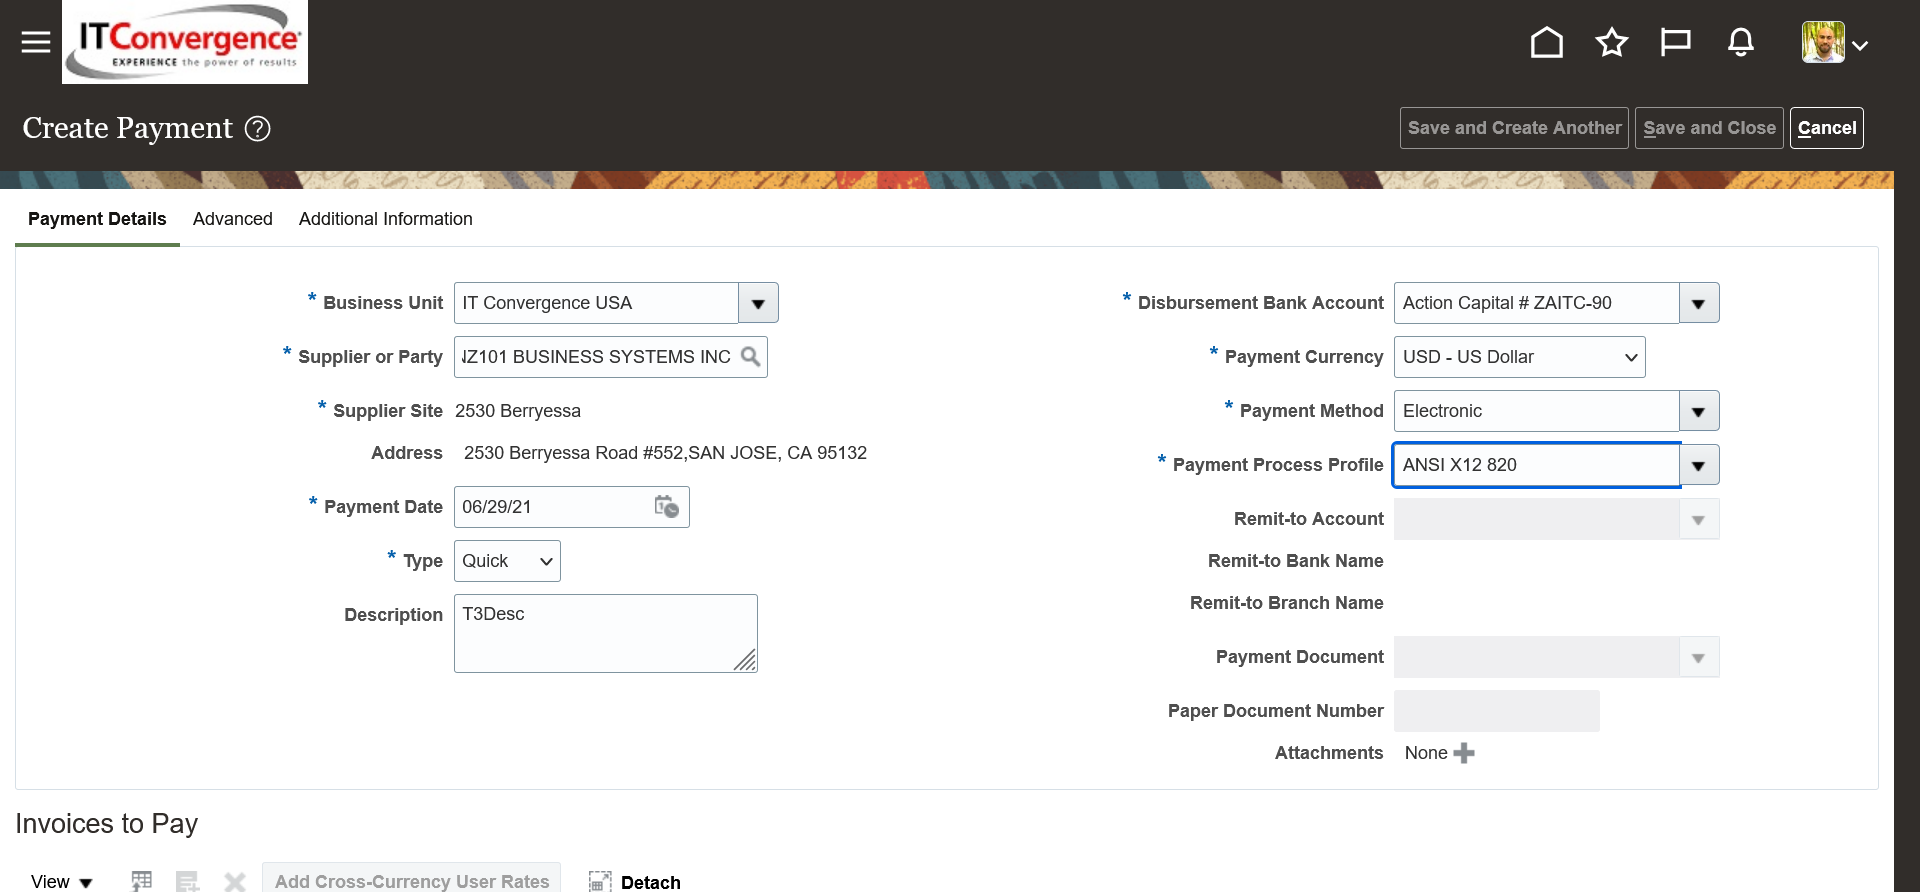 ITConvergence
EXPERIENCE the power of results
Create Payment ?
Save and Create Another
Save and Close
Cancel
Payment Details
Advanced
Additional Information
* Business Unit IT Convergence USA
* Supplier or Party NZ101 BUSINESS SYSTEMS INC
* Supplier Site 2530 Berryessa
Address 2530 Berryessa Road #552,SAN JOSE, CA 95132
* Payment Date 06/29/21
* Type Quick
Description T3Desc
* Disbursement Bank Account Action Capital # ZAITC-90
* Payment Currency USD - US Dollar
* Payment Method Electronic
* Payment Process Profile ANSI X12 820
Remit-to Account
Remit-to Bank Name
Remit-to Branch Name
Payment Document
Paper Document Number
Attachments None
Invoices to Pay
View
Add Cross-Currency User Rates
Detach